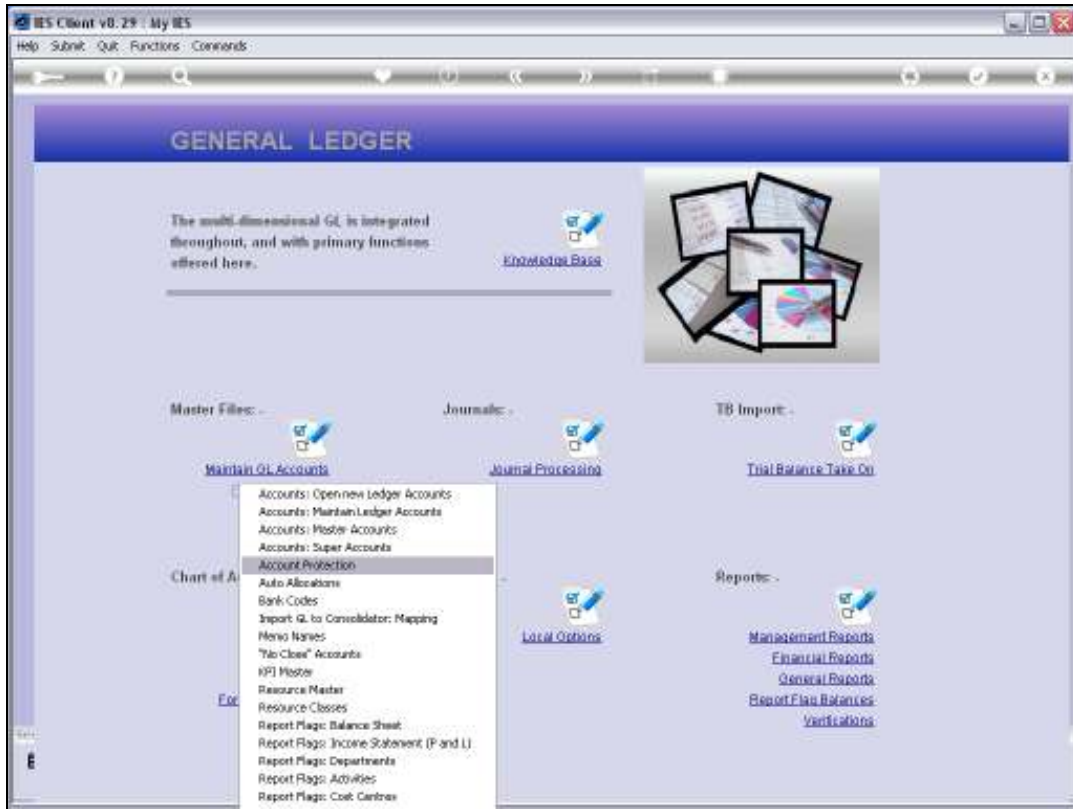 IES Client v8.29 : My IES
Help Submit Quit Functions Commands
GENERAL LEDGER
The multi-dimensional GL is integrated
throughout, and with primary functions
offered here.
Knowledge Base
Master Files: -
Journals: -
TB Import: -
Maintain GL Accounts
Journal Processing
Trial Balance Take On
Accounts: Open new Ledger Accounts
Accounts: Maintain Ledger Accounts
Accounts: Master Accounts
Accounts: Super Accounts
Account Protection
Auto Allocations
Bank Codes
Import GL to Consolidator: Mapping
Memo Names
"No Close" Accounts
KPI Master
Resource Master
Resource Classes
Report Flags: Balance Sheet
Report Flags: Income Statement (P and L)
Report Flags: Departments
Report Flags: Activities
Report Flags: Cost Centres
Chart of A
-
Reports: -
Local Options
Management Reports
Financial Reports
General Reports
Report Flag Balances
Verifications
For